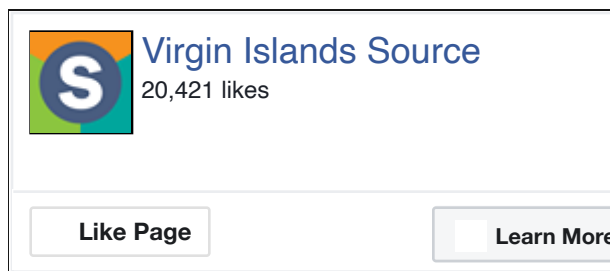 S
Virgin Islands Source
20,421 likes
Like Page
Learn More